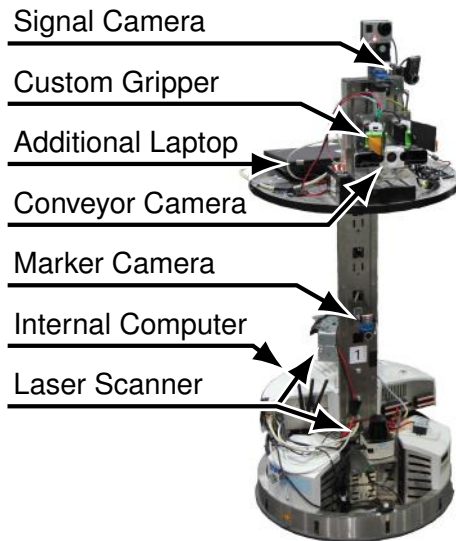 Signal Camera
Custom Gripper
Additional Laptop
Conveyor Camera
Marker Camera
Internal Computer
1
Laser Scanner